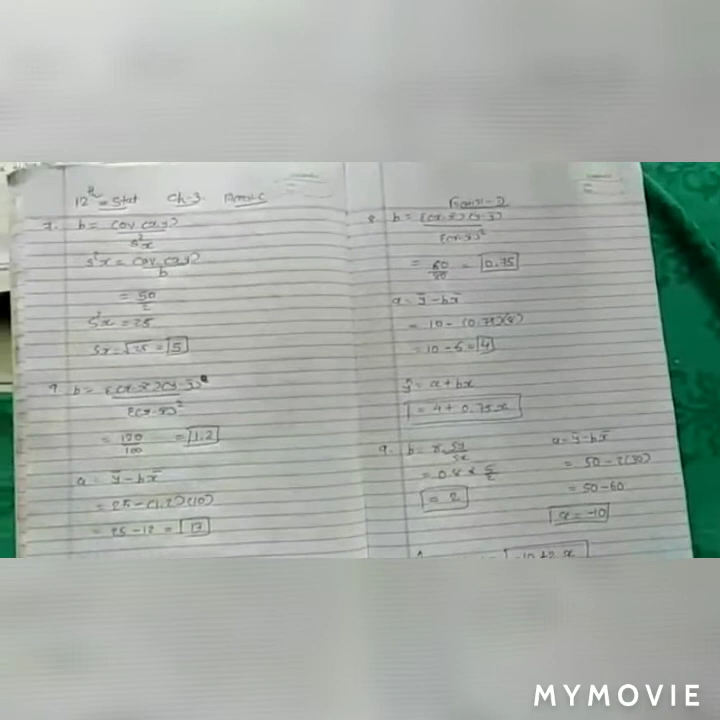 12th = Stat Ch-3
7. b = Cov (x,y)
s²x
s²x = Cov (x,y)
b
= 50
2
s²x = 25
sx = √25 = 5
9. b = Σ(x-x̄)(y-ȳ)
Σ(x-x̄)²
= 120 = 1.2
100
a = ȳ - bx̄
= 25 - (1.2)(10)
= 25 - 12 = 13
8. b = Σ(x-x̄)(y-ȳ)
Σ(x-x̄)²
= 60 = 0.75
80
a = ȳ - bx̄
= 10 - (0.75)(8)
= 10 - 6 = 4
ŷ = a + bx
= 4 + 0.75x
9. b = r. sy
sx
= 0.8 × 5
2
= 2
a = ȳ - bx̄
= 50 - 2(30)
= 50 - 60
a = -10
-10+2x
MYMOVIE